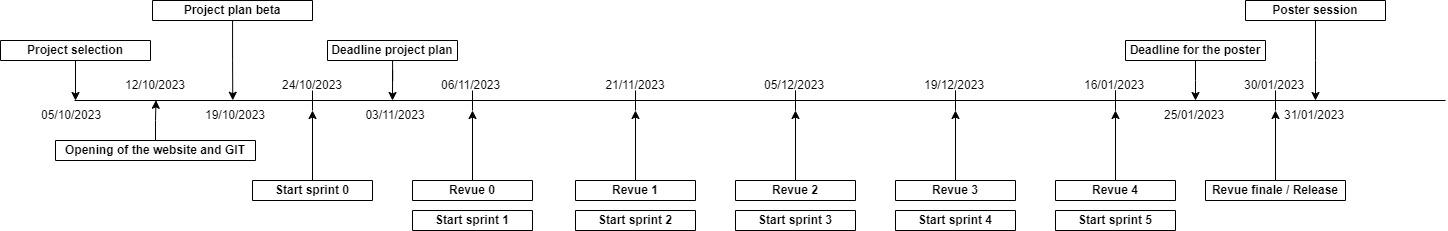 Project plan beta
Poster session
Project selection
Deadline project plan
Deadline for the poster
12/10/2023
24/10/2023
06/11/2023
21/11/2023
05/12/2023
19/12/2023
16/01/2023
30/01/2023
05/10/2023
19/10/2023
03/11/2023
25/01/2023
31/01/2023
Opening of the website and GIT
Start sprint 0
Revue 0
Revue 1
Revue 2
Revue 3
Revue 4
Revue finale / Release
Start sprint 1
Start sprint 2
Start sprint 3
Start sprint 4
Start sprint 5